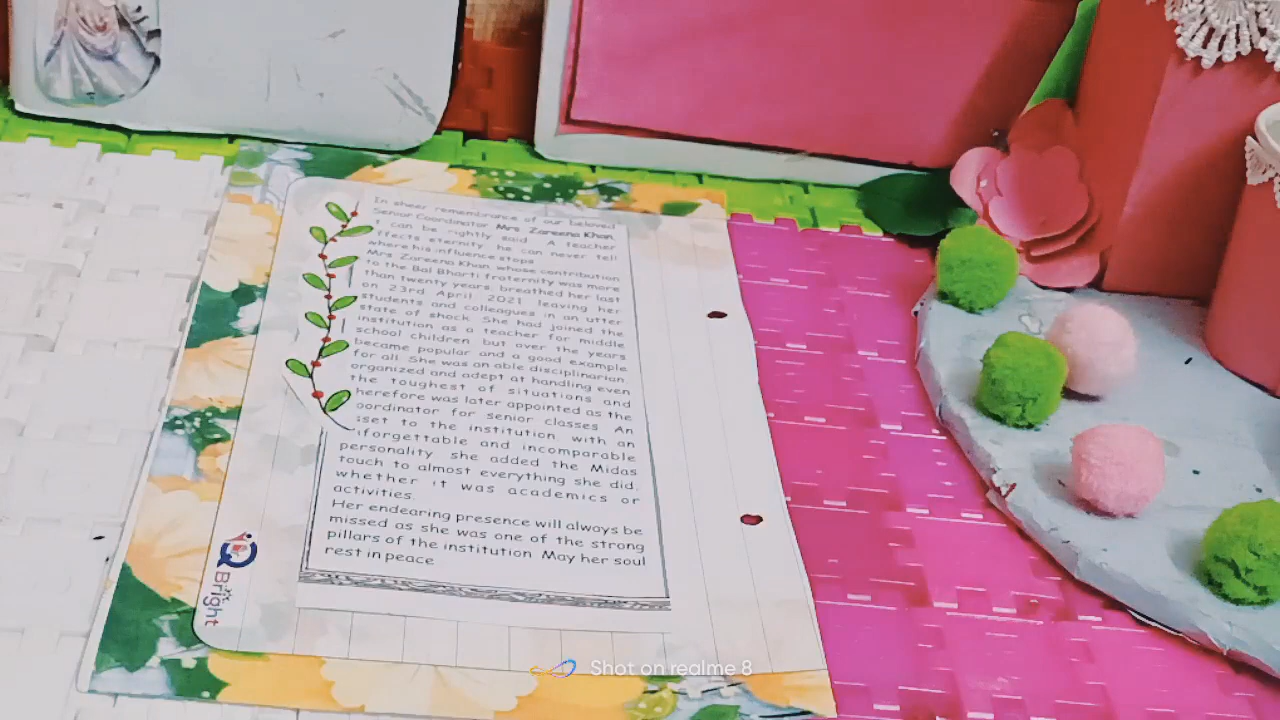 In sheer remembrance of our beloved
Senior Coordinator Mrs. Zareena Khan
it can be rightly said. A teacher
effects eternity he can never tell
where his influence stops
Mrs. Zareena Khan whose contribution
to the Bal Bharti fraternity was more
than twenty years, breathed her last
on 23rd April 2021 leaving her
students and colleagues in an utter
state of shock. She had joined the
institution as a teacher for middle
school children but over the years
became popular and a good example
for all. She was an able disciplinarian,
organized and adept at handling even
the toughest of situations and
herefore was later appointed as the
oordinator for senior classes. An
sset to the institution with an
nforgettable and incomparable
personality she added the Midas
touch to almost everything she did,
whether it was academics or
activities.
Her endearing presence will always be
missed as she was one of the strong
pillars of the institution. May her soul
rest in peace
Bright
Shot on realme 8